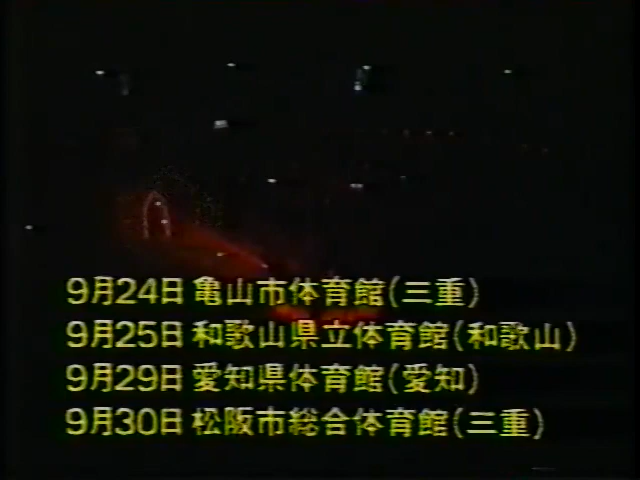 9月24日 亀山市体育館(三重)
9月25日 和歌山県立体育館(和歌山)
9月29日 愛知県体育館(愛知)
9月30日 松阪市総合体育館(三重)